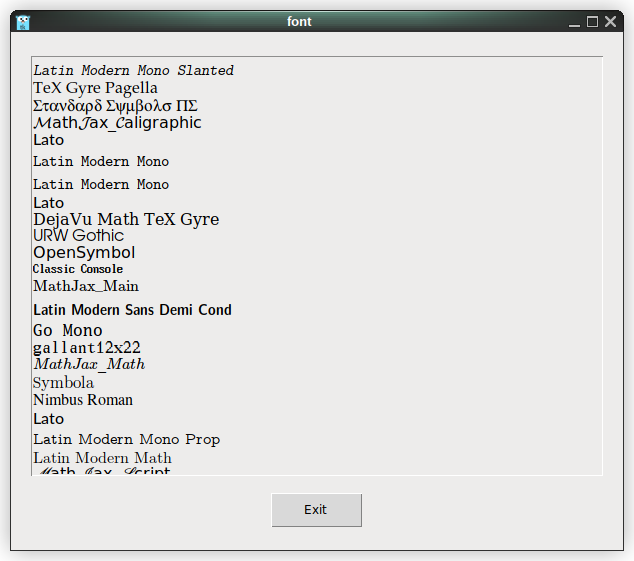 font
Latin Modern Mono Slanted
TeX Gyre Pagella
Στανδαρδ Σψμβολσ ΠΣ
MathJax_Caligraphic
Lato
Latin Modern Mono
Latin Modern Mono
Lato
DejaVu Math TeX Gyre
URW Gothic
OpenSymbol
Classic Console
MathJax_Main
Latin Modern Sans Demi Cond
Go Mono
gallant12x22
MathJax_Math
Symbola
Nimbus Roman
Lato
Latin Modern Mono Prop
Latin Modern Math
MathJax_Script
Exit